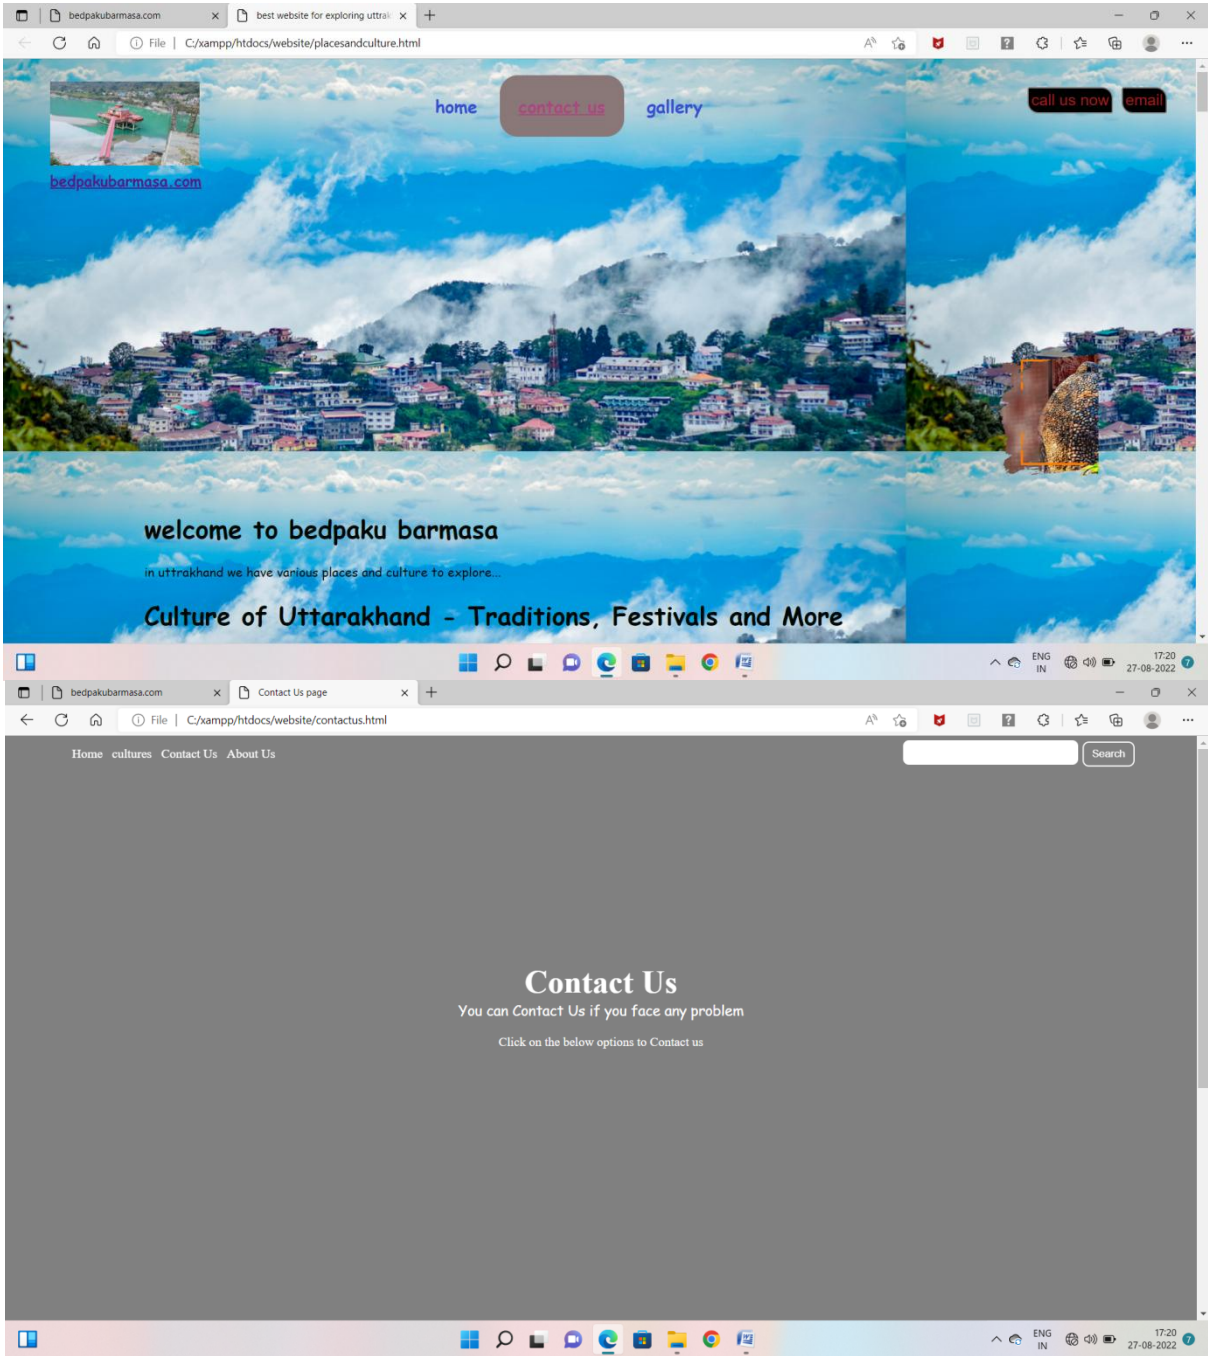 bedpakubarmasa.com
best website for exploring uttrak
File | C:/xampp/htdocs/website/placesandculture.html
home contact us gallery
call us now email
bedpakubarmasa.com
welcome to bedpaku barmasa
in uttrakhand we have various places and culture to explore...
Culture of Uttarakhand - Traditions, Festivals and More
ENG
IN
17:20
27-08-2022
7
bedpakubarmasa.com
Contact Us page
File | C:/xampp/htdocs/website/contactus.html
Home cultures Contact Us About Us
Search
Contact Us
You can Contact Us if you face any problem
Click on the below options to Contact us
ENG
IN
17:20
27-08-2022
7